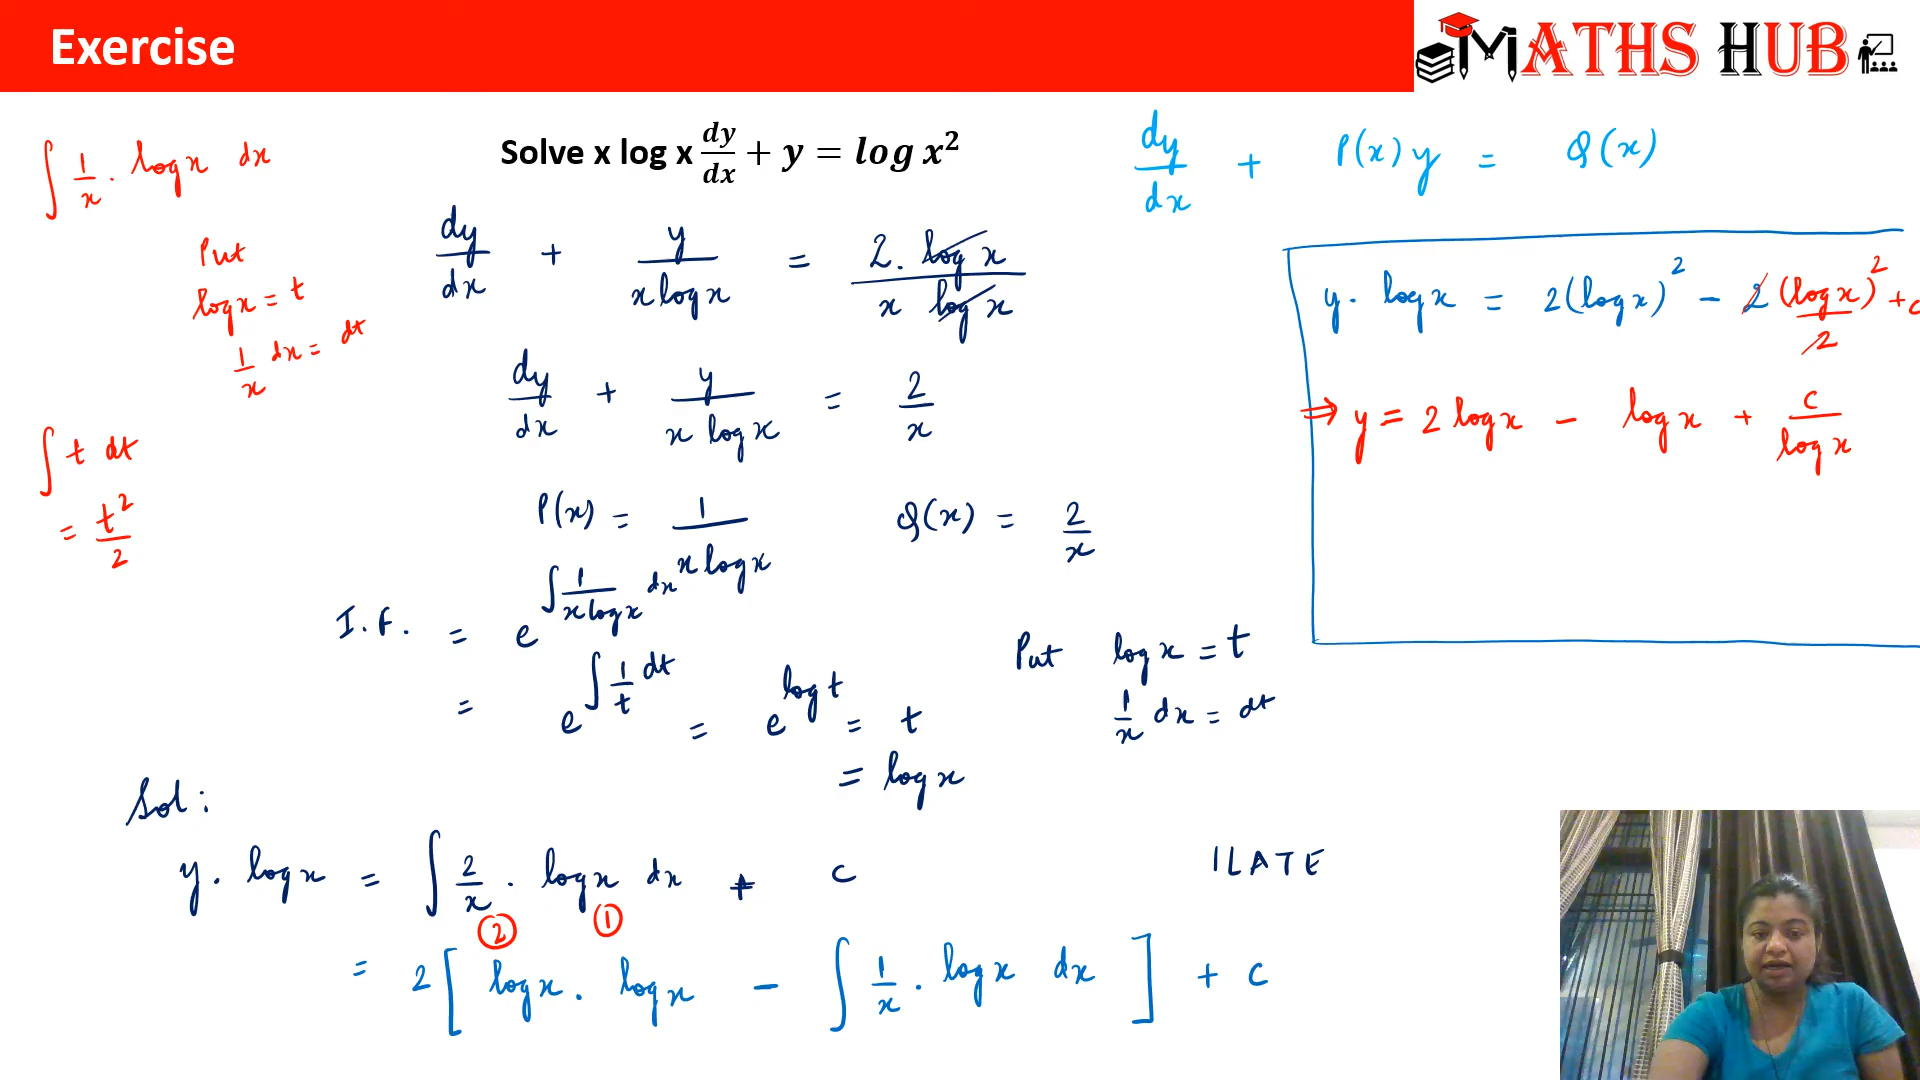 Exercise
MATHS HUB
Solve x log x dy/dx + y = log x²
dy/dx + P(x) y = Q(x)
∫ 1/x · log x dx
Put
log x = t
1/x dx = dt
∫ t dt
= t²/2
dy/dx + y/(x log x) = 2 · log x / (x log x)
dy/dx + y/(x log x) = 2/x
P(x) = 1/(x log x) Q(x) = 2/x
I.F. = e^∫ 1/(x log x) dx
= e^∫ 1/t dt = e^log t = t
= log x
Put log x = t
1/x dx = dt
Sol:
y · log x = ∫ 2/x · log x dx + c
② ①
ILATE
= 2 [ log x · log x - ∫ 1/x · log x dx ] + c
y · log x = 2(log x)² - 2 (log x)²/2 + c
⇒ y = 2 log x - log x + c/log x